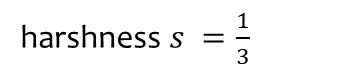 harshness s = 1/3